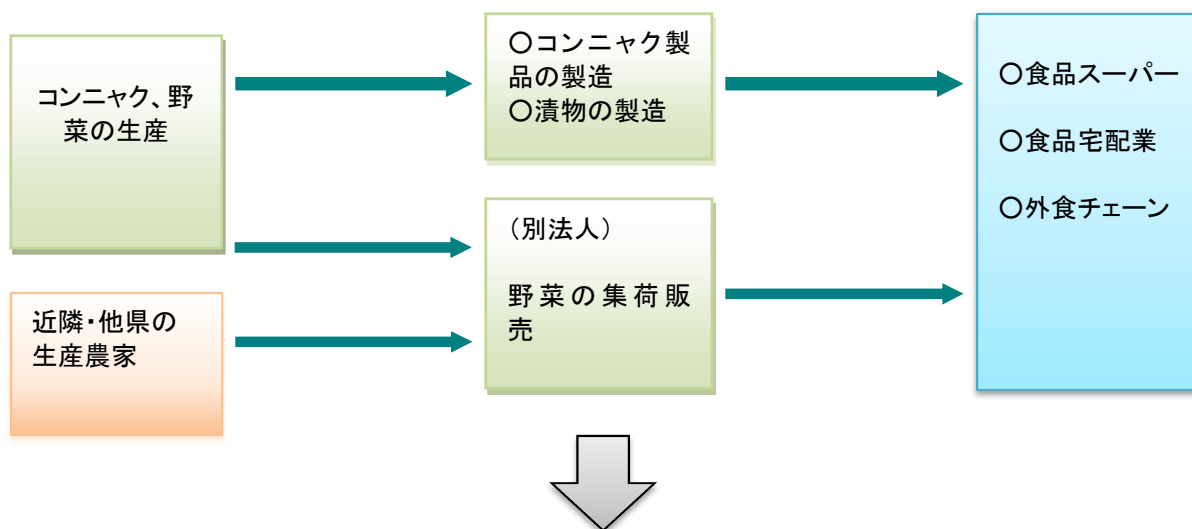 コンニャク、野
菜の生産
〇コンニャク製
品の製造
〇漬物の製造
〇食品スーパー
〇食品宅配業
〇外食チェーン
（別法人）
野菜の集荷販
売
近隣・他県の
生産農家